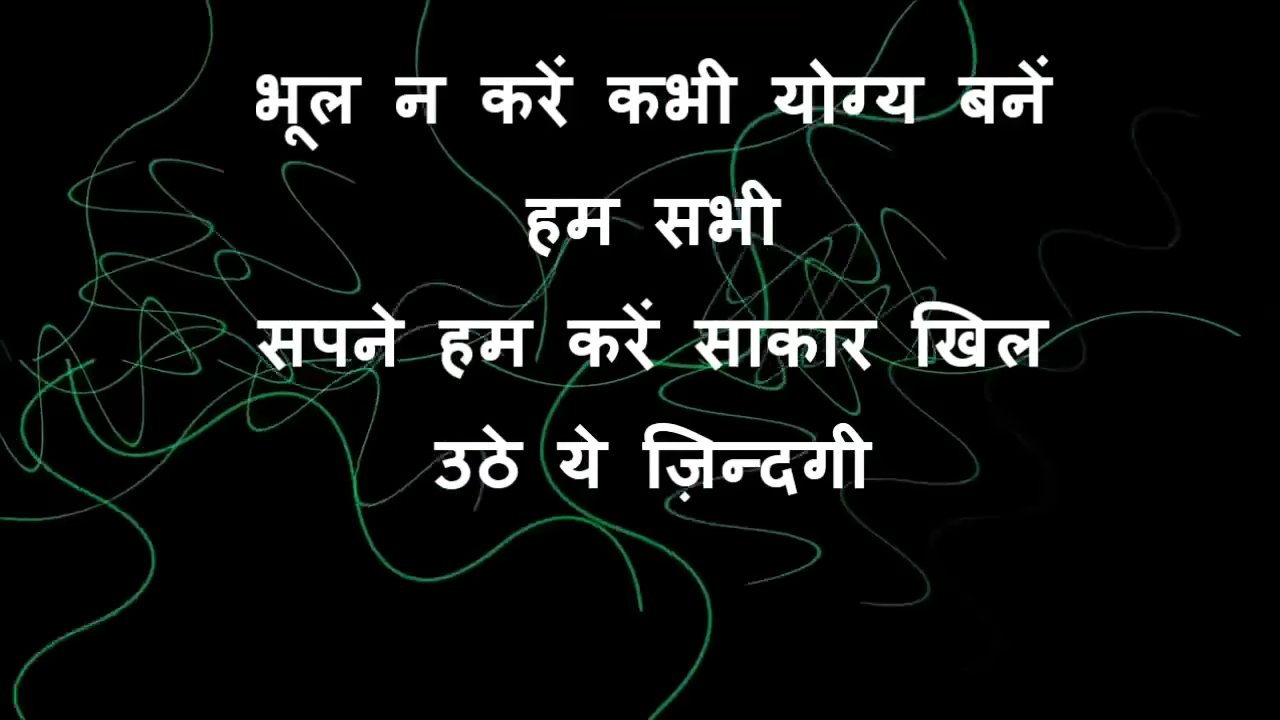 भूल न करें कभी योग्य बनें
हम सभी
सपने हम करें साकार खिल
उठे ये ज़िन्दगी